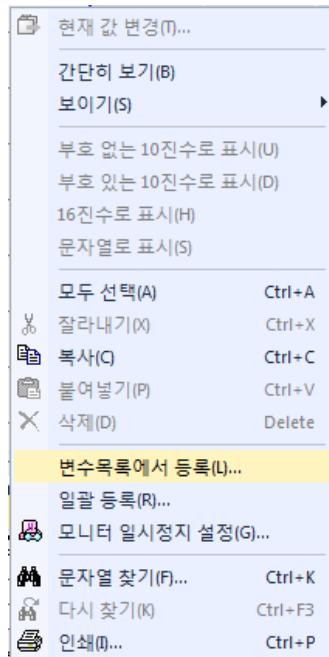 현재 값 변경(T)...
간단히 보기(B)
보이기(S)
부호 없는 10진수로 표시(U)
부호 있는 10진수로 표시(D)
16진수로 표시(H)
문자열로 표시(S)
모두 선택(A) Ctrl+A
잘라내기(X) Ctrl+X
복사(C) Ctrl+C
붙여넣기(P) Ctrl+V
삭제(D) Delete
변수목록에서 등록(L)...
일괄 등록(R)...
모니터 일시정지 설정(G)...
문자열 찾기(F)... Ctrl+K
다시 찾기(K) Ctrl+F3
인쇄(I)... Ctrl+P